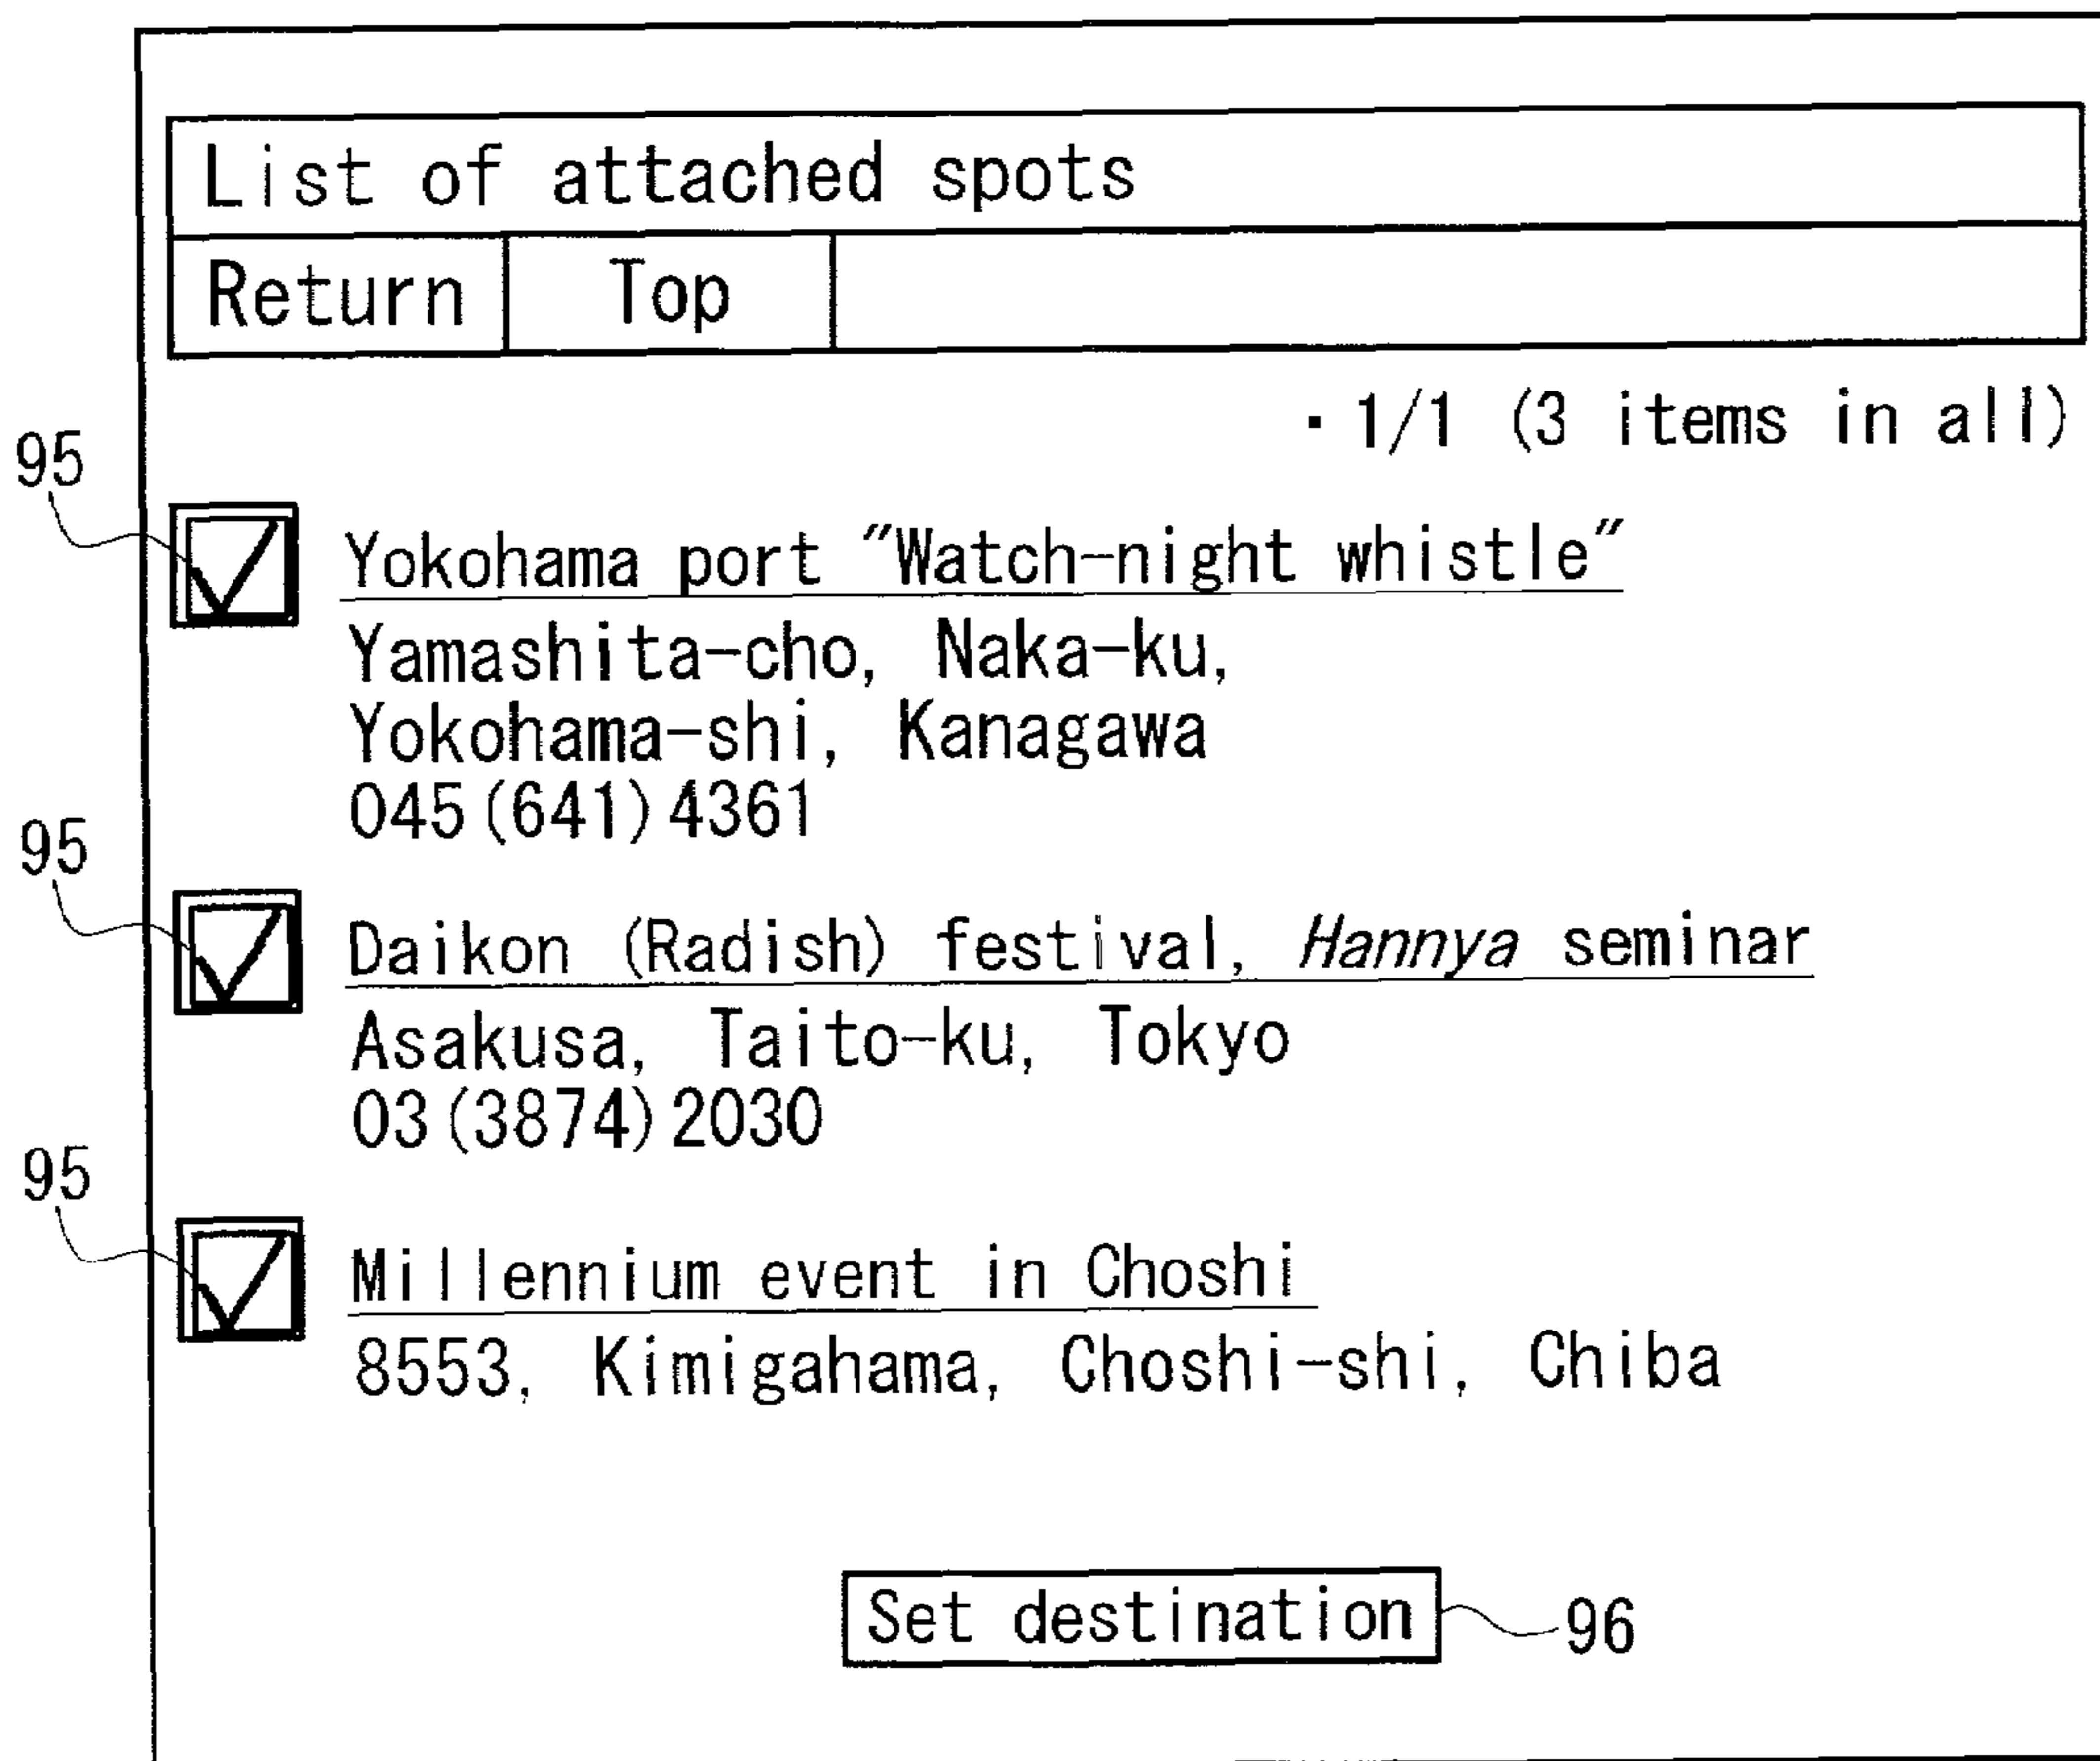 List of attached spots
Return Top
・1/1 (3 items in all)
95
Yokohama port "Watch-night whistle"
Yamashita-cho, Naka-ku,
Yokohama-shi, Kanagawa
045(641)4361
95
Daikon (Radish) festival, Hannya seminar
Asakusa, Taito-ku, Tokyo
03(3874)2030
95
Millennium event in Choshi
8553, Kimigahama, Choshi-shi, Chiba
Set destination 96